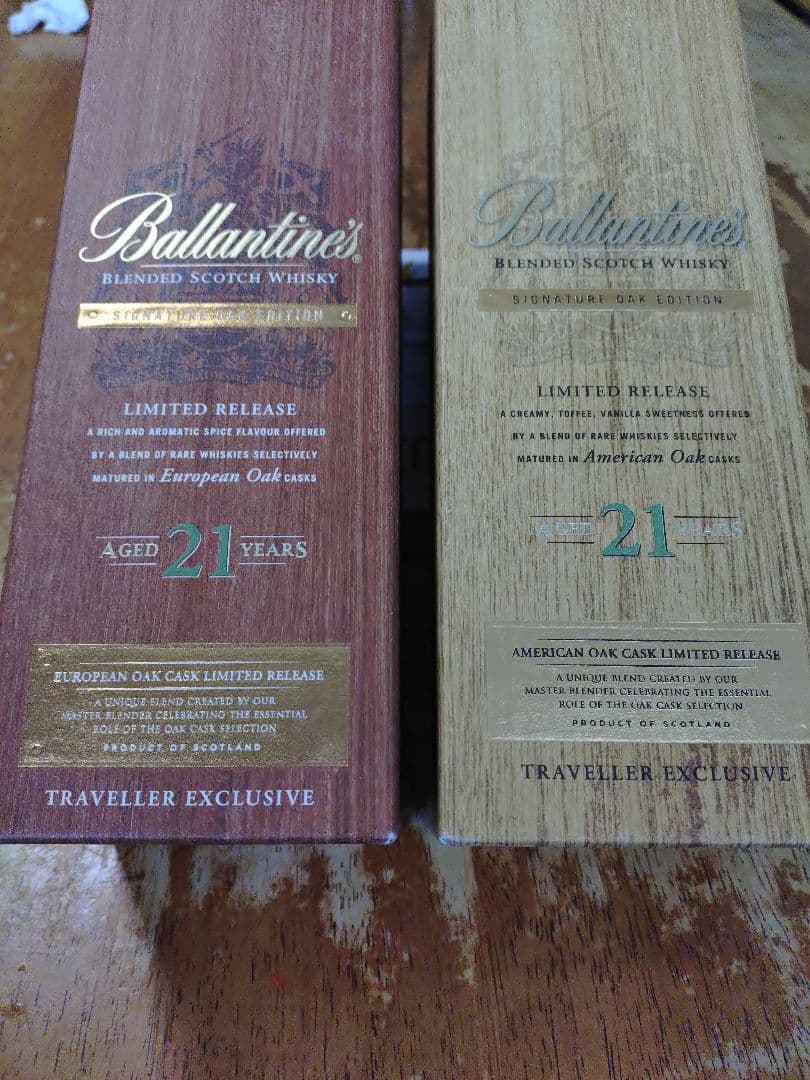 Ballantine's
BLENDED SCOTCH WHISKY
SIGNATURE OAK EDITION
LIMITED RELEASE
A RICH AND AROMATIC SPICE FLAVOUR OFFERED
BY A BLEND OF RARE WHISKIES SELECTIVELY
MATURED IN European Oak CASKS
AGED 21 YEARS
EUROPEAN OAK CASK LIMITED RELEASE
A UNIQUE BLEND CREATED BY OUR
MASTER BLENDER CELEBRATING THE ESSENTIAL
ROLE OF THE OAK CASK SELECTION
PRODUCT OF SCOTLAND
TRAVELLER EXCLUSIVE
Ballantine's
BLENDED SCOTCH WHISKY
SIGNATURE OAK EDITION
LIMITED RELEASE
A CREAMY, TOFFEE, VANILLA SWEETNESS OFFERED
BY A BLEND OF RARE WHISKIES SELECTIVELY
MATURED IN American Oak CASKS
AGED 21 YEARS
AMERICAN OAK CASK LIMITED RELEASE
A UNIQUE BLEND CREATED BY OUR
MASTER BLENDER CELEBRATING THE ESSENTIAL
ROLE OF THE OAK CASK SELECTION
PRODUCT OF SCOTLAND
TRAVELLER EXCLUSIVE